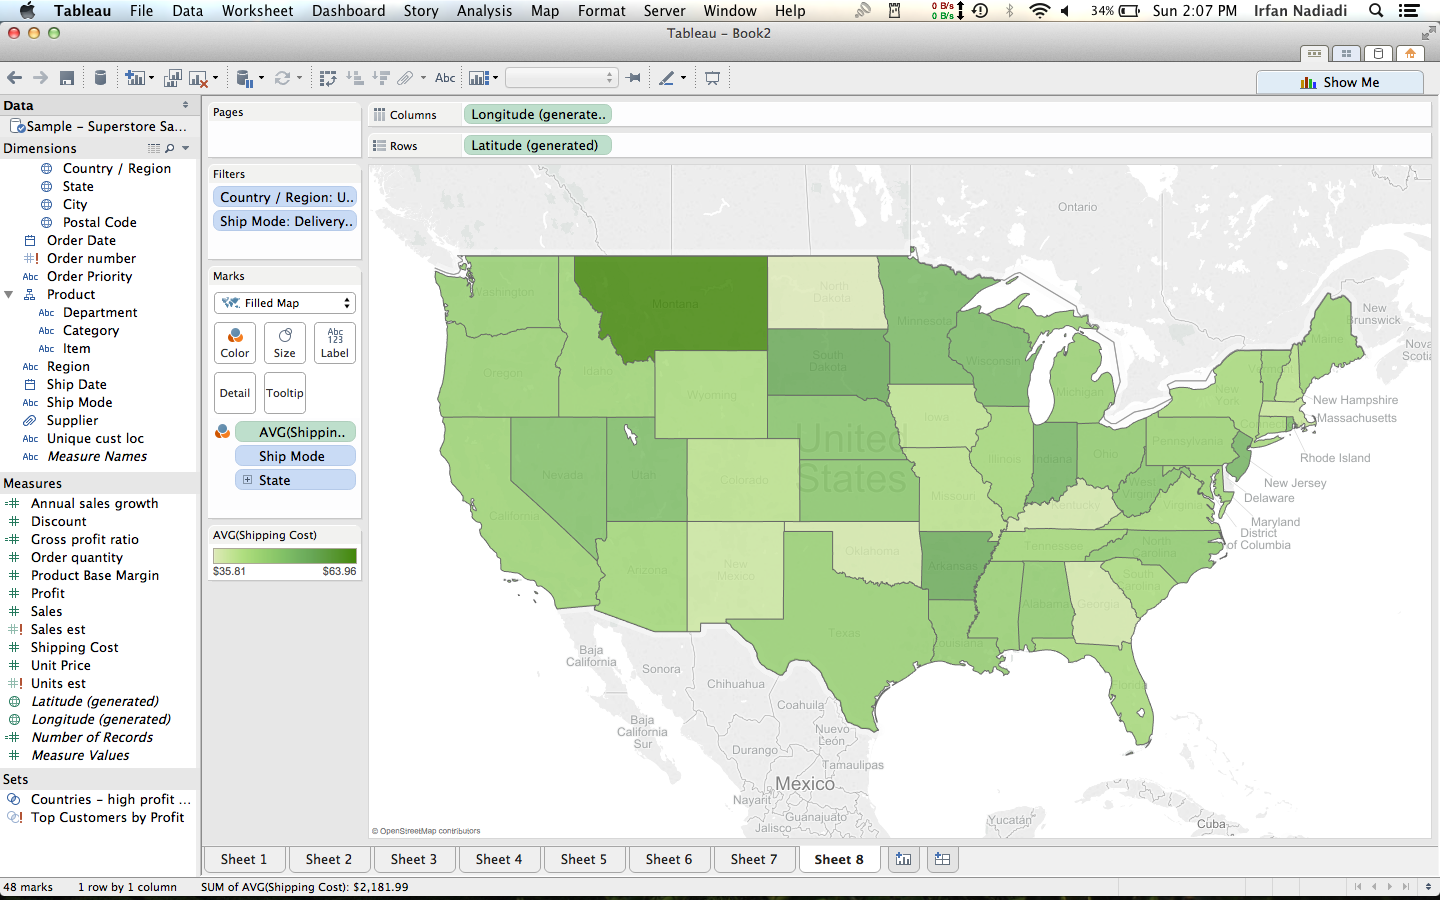 Tableau File Data Worksheet Dashboard Story Analysis Map Format Server Window Help 0 B/s 0 B/s 34% Sun 2:07 PM Irfan Nadiadi
Tableau - Book2
Abc
Show Me
Data
Sample - Superstore Sa...
Dimensions
Country / Region
State
City
Postal Code
Order Date
#! Order number
Abc Order Priority
Product
Abc Department
Abc Category
Abc Item
Abc Region
Ship Date
Abc Ship Mode
Supplier
Abc Unique cust loc
Abc Measure Names
Measures
Annual sales growth
# Discount
Gross profit ratio
# Order quantity
# Product Base Margin
# Profit
# Sales
#! Sales est
# Shipping Cost
# Unit Price
#! Units est
Latitude (generated)
Longitude (generated)
Number of Records
# Measure Values
Sets
Countries - high profit ...
Top Customers by Profit
Pages
Filters
Country / Region: U..
Ship Mode: Delivery..
Marks
Filled Map
Color
Size
Abc
123
Label
Detail
Tooltip
AVG(Shippin..
Ship Mode
State
AVG(Shipping Cost)
$35.81 $63.96
Columns Longitude (generate..
Rows Latitude (generated)
Ontario
Washington
Montana
North
Dakota
Minnesota
New
Brunswick
Maine
Nova
Oregon
Idaho
South
Dakota
Wisconsin
Wyoming
Michigan
New
York
New Hampshire
Massachusetts
Iowa
United
States
Nevada
Utah
Colorado
Illinois
Indiana
Ohio
Pennsylvania
Rhode Island
New Jersey
Delaware
Maryland
District
of Columbia
West
Virginia
Virginia
Missouri
Kentucky
California
Arizona
New
Mexico
Oklahoma
Arkansas
Tennessee
North
Carolina
South
Carolina
Alabama
Georgia
Texas
Louisiana
Florida
Baja
California
Sonora
Chihuahua
Coahuila
Baja
California
Sur
Nuevo
León
Durango
Tamaulipas
Mexico
Nayarit
Guanajuato
Jalisco
Yucatán
Cuba
© OpenStreetMap contributors
Sheet 1 Sheet 2 Sheet 3 Sheet 4 Sheet 5 Sheet 6 Sheet 7 Sheet 8
48 marks 1 row by 1 column SUM of AVG(Shipping Cost): $2,181.99